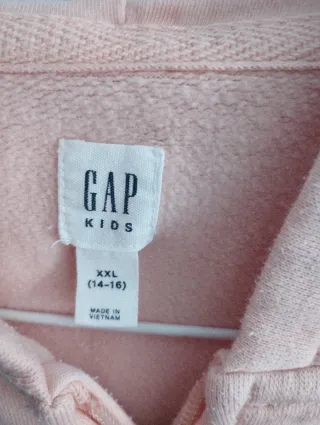 GAP
KIDS
XXL
(14-16)
MADE IN
VIETNAM